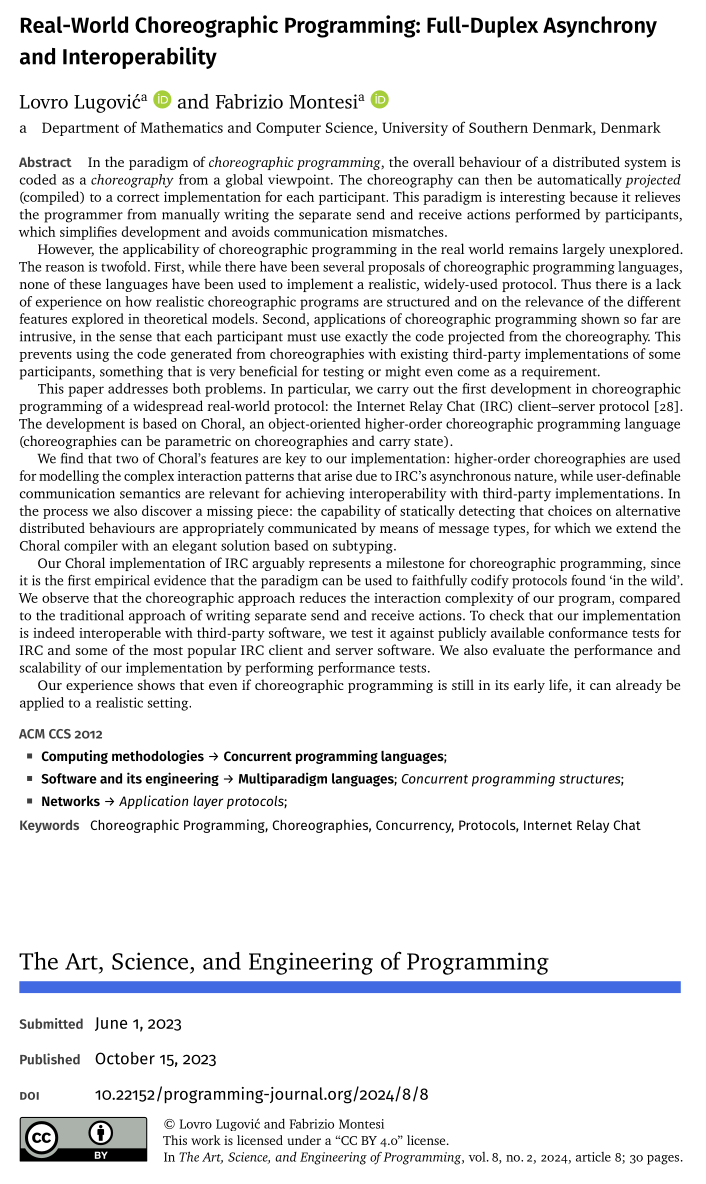 Real-World Choreographic Programming: Full-Duplex Asynchrony
and Interoperability
Lovro Lugovićᵃ iD and Fabrizio Montesiᵃ iD
a Department of Mathematics and Computer Science, University of Southern Denmark, Denmark
Abstract In the paradigm of choreographic programming, the overall behaviour of a distributed system is
coded as a choreography from a global viewpoint. The choreography can then be automatically projected
(compiled) to a correct implementation for each participant. This paradigm is interesting because it relieves
the programmer from manually writing the separate send and receive actions performed by participants,
which simplifies development and avoids communication mismatches.
However, the applicability of choreographic programming in the real world remains largely unexplored.
The reason is twofold. First, while there have been several proposals of choreographic programming languages,
none of these languages have been used to implement a realistic, widely-used protocol. Thus there is a lack
of experience on how realistic choreographic programs are structured and on the relevance of the different
features explored in theoretical models. Second, applications of choreographic programming shown so far are
intrusive, in the sense that each participant must use exactly the code projected from the choreography. This
prevents using the code generated from choreographies with existing third-party implementations of some
participants, something that is very beneficial for testing or might even come as a requirement.
This paper addresses both problems. In particular, we carry out the first development in choreographic
programming of a widespread real-world protocol: the Internet Relay Chat (IRC) client–server protocol [28].
The development is based on Choral, an object-oriented higher-order choreographic programming language
(choreographies can be parametric on choreographies and carry state).
We find that two of Choral's features are key to our implementation: higher-order choreographies are used
for modelling the complex interaction patterns that arise due to IRC's asynchronous nature, while user-definable
communication semantics are relevant for achieving interoperability with third-party implementations. In
the process we also discover a missing piece: the capability of statically detecting that choices on alternative
distributed behaviours are appropriately communicated by means of message types, for which we extend the
Choral compiler with an elegant solution based on subtyping.
Our Choral implementation of IRC arguably represents a milestone for choreographic programming, since
it is the first empirical evidence that the paradigm can be used to faithfully codify protocols found 'in the wild'.
We observe that the choreographic approach reduces the interaction complexity of our program, compared
to the traditional approach of writing separate send and receive actions. To check that our implementation
is indeed interoperable with third-party software, we test it against publicly available conformance tests for
IRC and some of the most popular IRC client and server software. We also evaluate the performance and
scalability of our implementation by performing performance tests.
Our experience shows that even if choreographic programming is still in its early life, it can already be
applied to a realistic setting.
ACM CCS 2012
▪ Computing methodologies → Concurrent programming languages;
▪ Software and its engineering → Multiparadigm languages; Concurrent programming structures;
▪ Networks → Application layer protocols;
Keywords Choreographic Programming, Choreographies, Concurrency, Protocols, Internet Relay Chat
The Art, Science, and Engineering of Programming
Submitted June 1, 2023
Published October 15, 2023
DOI 10.22152/programming-journal.org/2024/8/8
cc BY
© Lovro Lugović and Fabrizio Montesi
This work is licensed under a "CC BY 4.0" license.
In The Art, Science, and Engineering of Programming, vol. 8, no. 2, 2024, article 8; 30 pages.